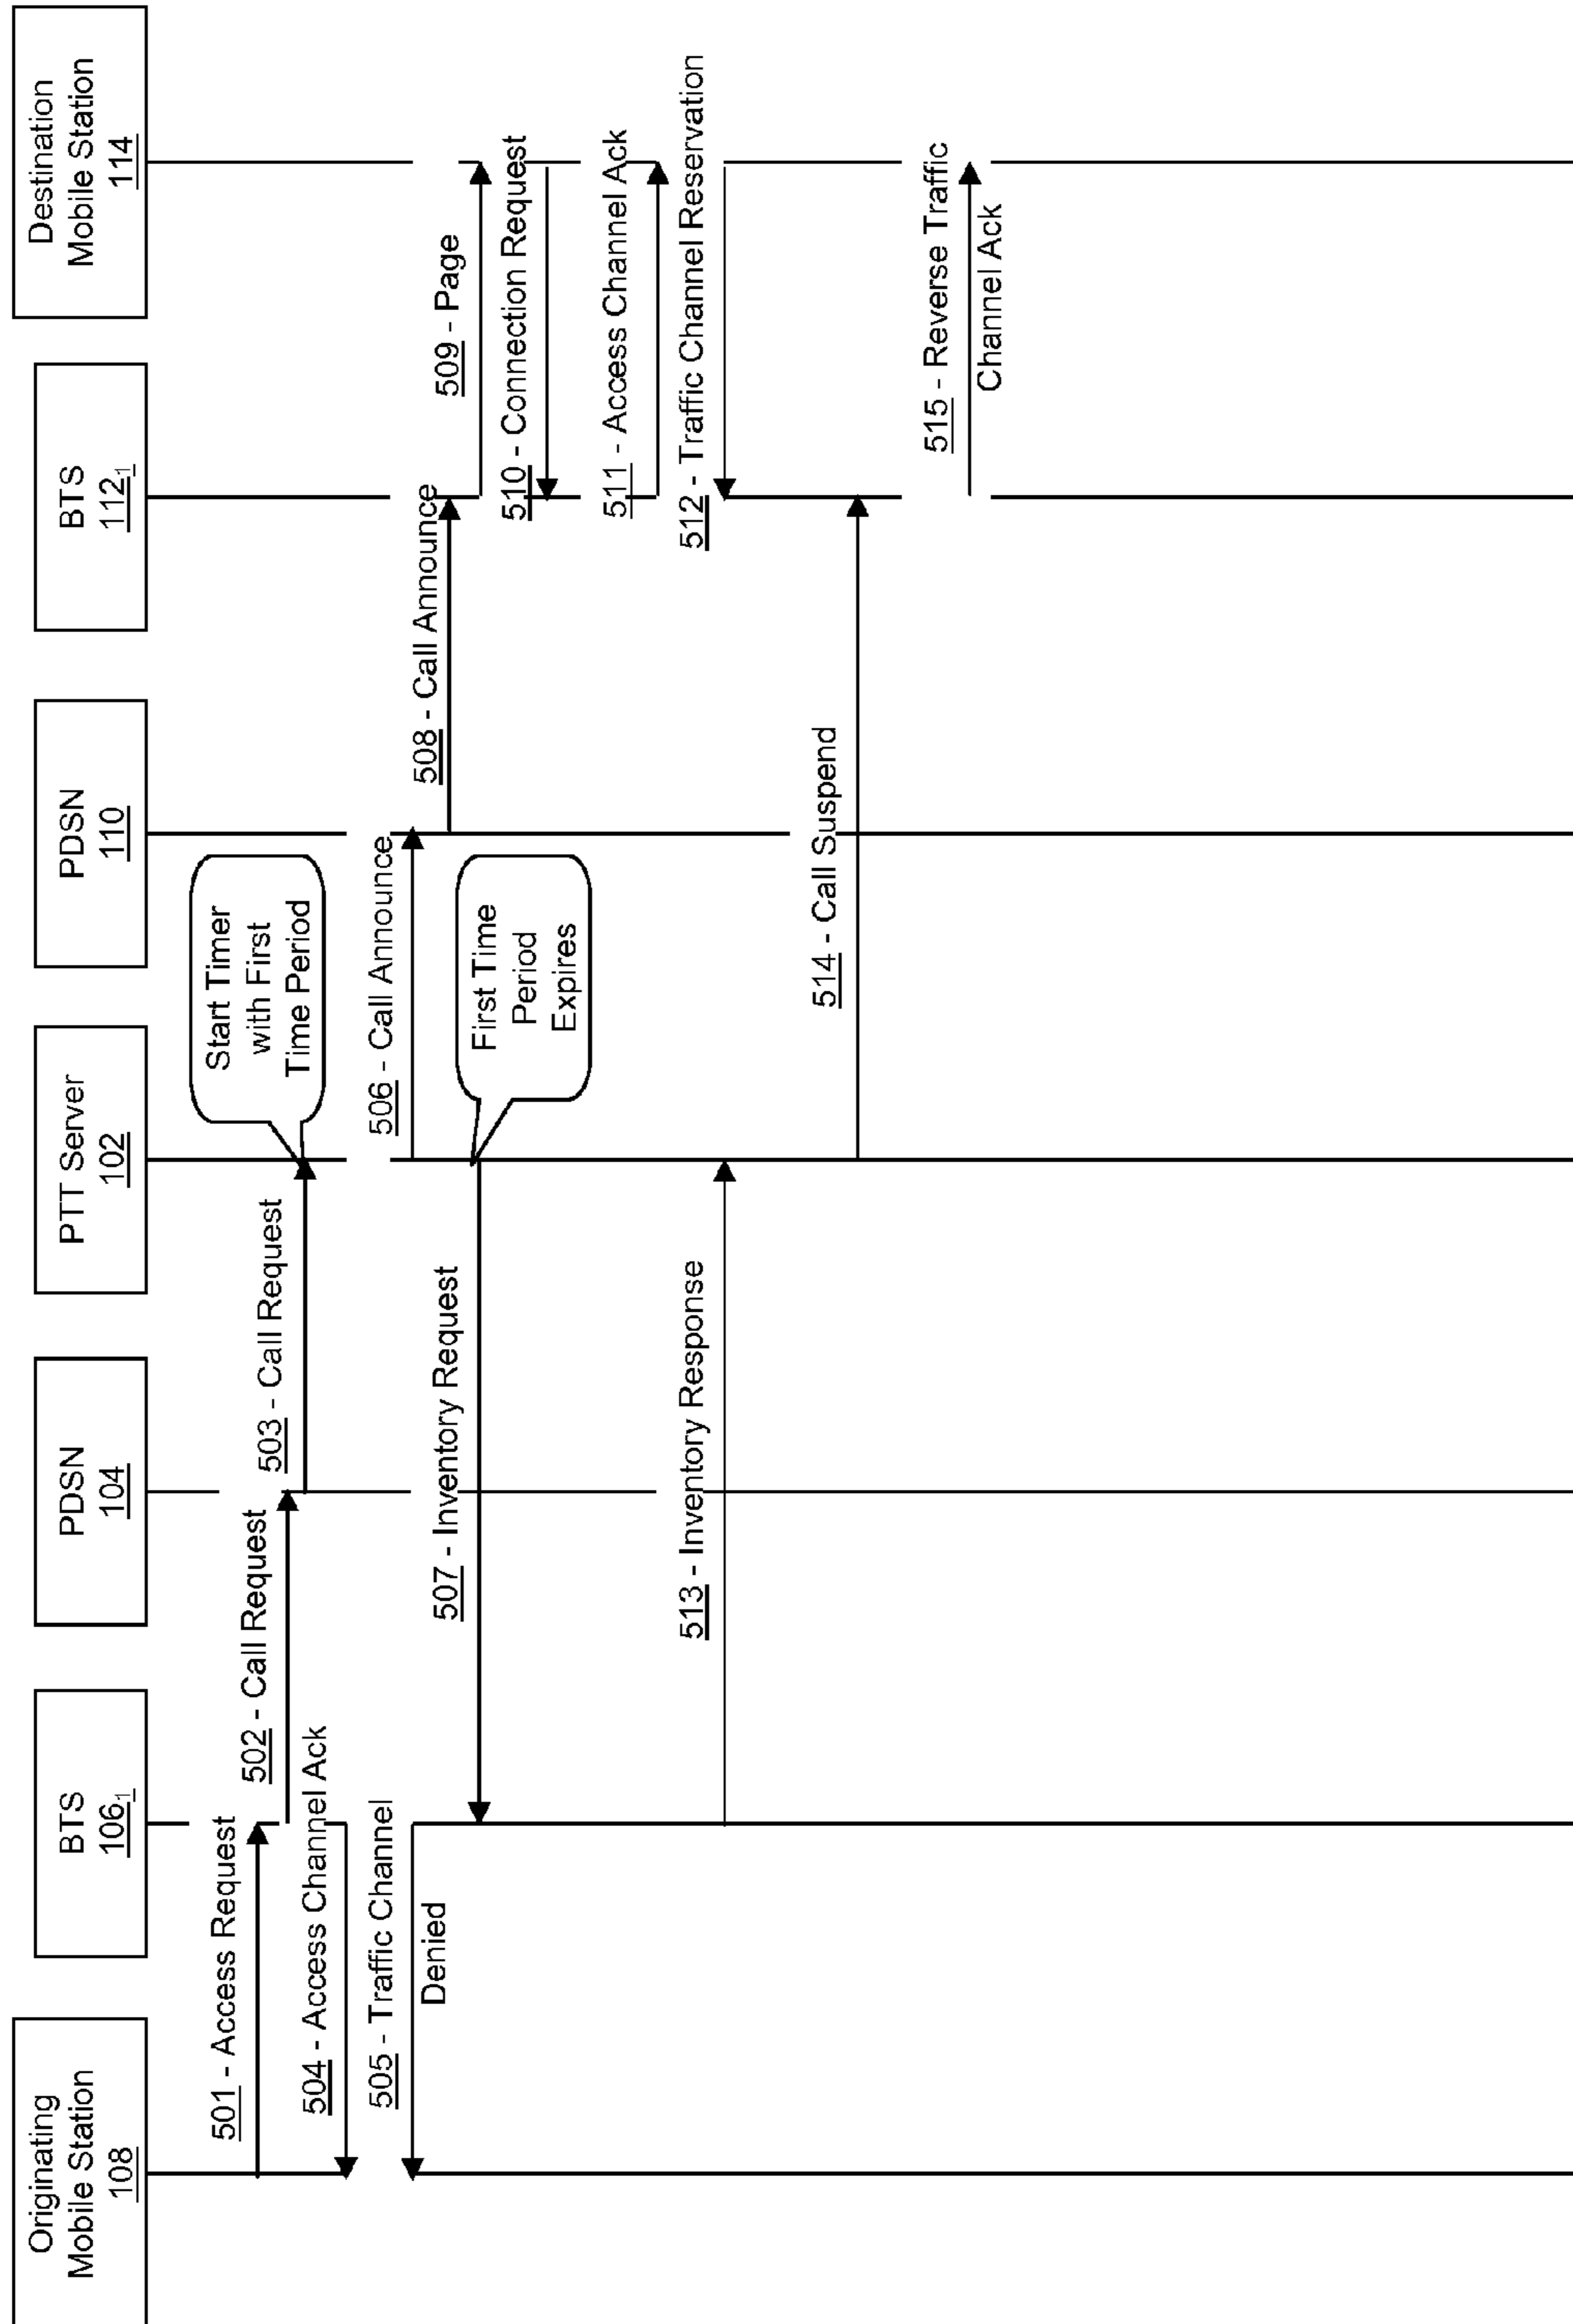 Originating
Mobile Station
108
BTS
106₁
PDSN
104
PTT Server
102
PDSN
110
BTS
112₁
Destination
Mobile Station
114
501 - Access Request
502 - Call Request
503 - Call Request
Start Timer
with First
Time Period
504 - Access Channel Ack
505 - Traffic Channel
Denied
506 - Call Announce
507 - Inventory Request
First Time
Period
Expires
508 - Call Announce
509 - Page
510 - Connection Request
511 - Access Channel Ack
512 - Traffic Channel Reservation
513 - Inventory Response
514 - Call Suspend
515 - Reverse Traffic
Channel Ack